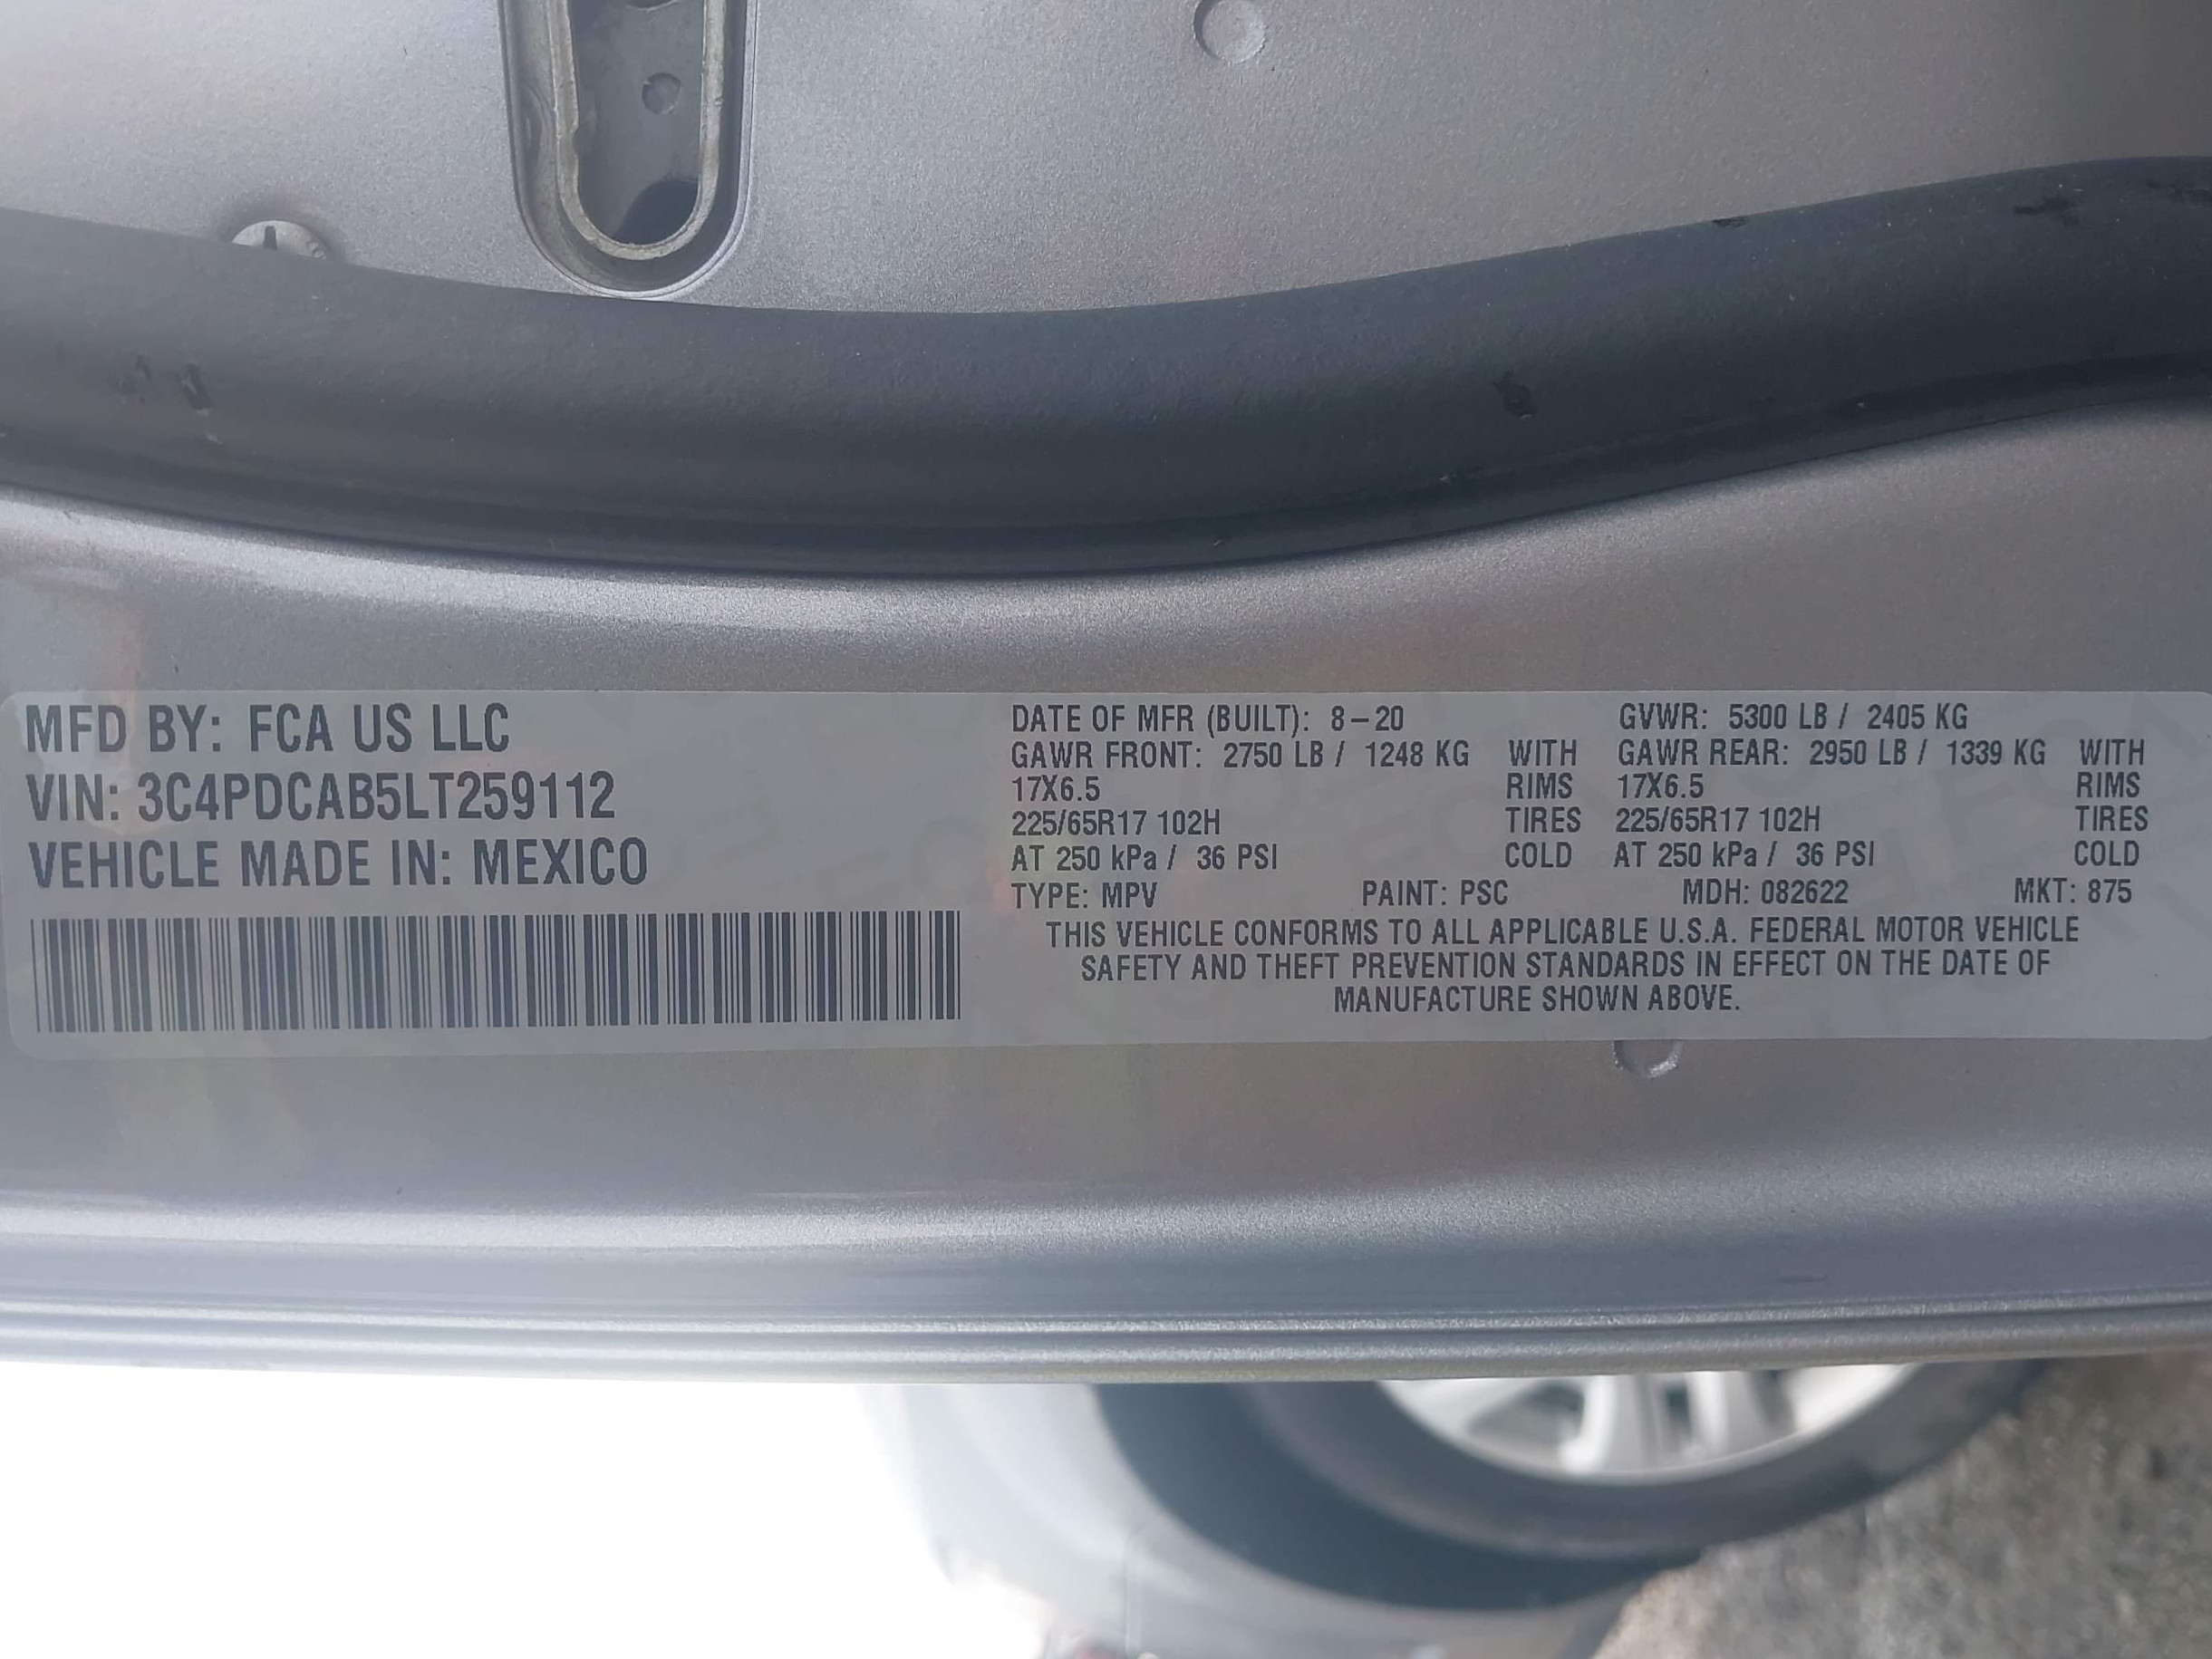 MFD BY: FCA US LLC
VIN: 3C4PDCAB5LT259112
VEHICLE MADE IN: MEXICO
DATE OF MFR (BUILT): 8-20 GVWR: 5300 LB / 2405 KG
GAWR FRONT: 2750 LB / 1248 KG WITH GAWR REAR: 2950 LB / 1339 KG WITH
17X6.5 RIMS 17X6.5 RIMS
225/65R17 102H TIRES 225/65R17 102H TIRES
AT 250 kPa / 36 PSI COLD AT 250 kPa / 36 PSI COLD
TYPE: MPV PAINT: PSC MDH: 082622 MKT: 875
THIS VEHICLE CONFORMS TO ALL APPLICABLE U.S.A. FEDERAL MOTOR VEHICLE
SAFETY AND THEFT PREVENTION STANDARDS IN EFFECT ON THE DATE OF
MANUFACTURE SHOWN ABOVE.